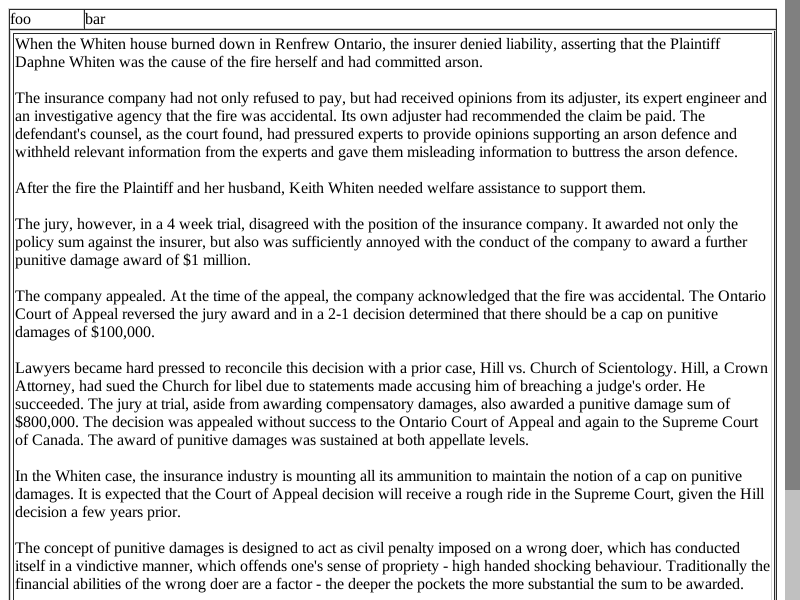 foo bar
When the Whiten house burned down in Renfrew Ontario, the insurer denied liability, asserting that the Plaintiff
Daphne Whiten was the cause of the fire herself and had committed arson.
The insurance company had not only refused to pay, but had received opinions from its adjuster, its expert engineer and
an investigative agency that the fire was accidental. Its own adjuster had recommended the claim be paid. The
defendant's counsel, as the court found, had pressured experts to provide opinions supporting an arson defence and
withheld relevant information from the experts and gave them misleading information to buttress the arson defence.
After the fire the Plaintiff and her husband, Keith Whiten needed welfare assistance to support them.
The jury, however, in a 4 week trial, disagreed with the position of the insurance company. It awarded not only the
policy sum against the insurer, but also was sufficiently annoyed with the conduct of the company to award a further
punitive damage award of $1 million.
The company appealed. At the time of the appeal, the company acknowledged that the fire was accidental. The Ontario
Court of Appeal reversed the jury award and in a 2-1 decision determined that there should be a cap on punitive
damages of $100,000.
Lawyers became hard pressed to reconcile this decision with a prior case, Hill vs. Church of Scientology. Hill, a Crown
Attorney, had sued the Church for libel due to statements made accusing him of breaching a judge's order. He
succeeded. The jury at trial, aside from awarding compensatory damages, also awarded a punitive damage sum of
$800,000. The decision was appealed without success to the Ontario Court of Appeal and again to the Supreme Court
of Canada. The award of punitive damages was sustained at both appellate levels.
In the Whiten case, the insurance industry is mounting all its ammunition to maintain the notion of a cap on punitive
damages. It is expected that the Court of Appeal decision will receive a rough ride in the Supreme Court, given the Hill
decision a few years prior.
The concept of punitive damages is designed to act as civil penalty imposed on a wrong doer, which has conducted
itself in a vindictive manner, which offends one's sense of propriety - high handed shocking behaviour. Traditionally the
financial abilities of the wrong doer are a factor - the deeper the pockets the more substantial the sum to be awarded.